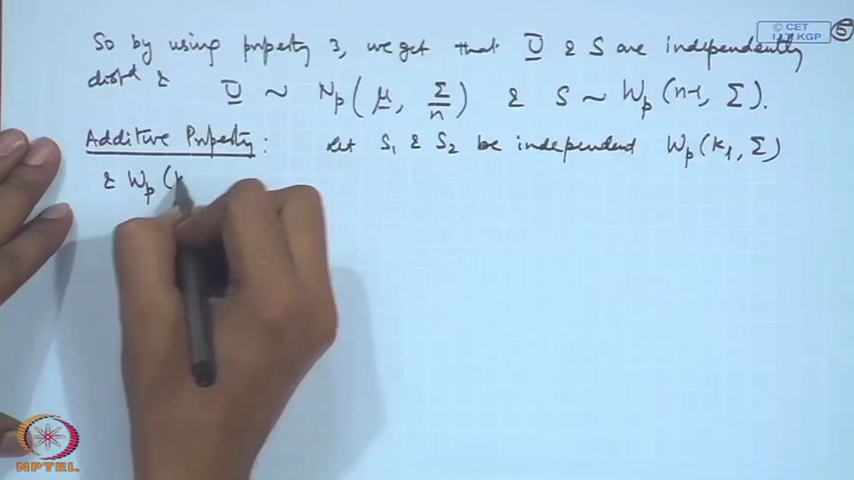 © CET
I.I.T. KGP
5
So by using property 3, we get that U & S are independently
distd &
U ~ Np(μ, Σ/n) & S ~ Wp(n-1, Σ).
Additive Property : Let S1 & S2 be independent Wp(k1, Σ)
& Wp(k
NPTEL